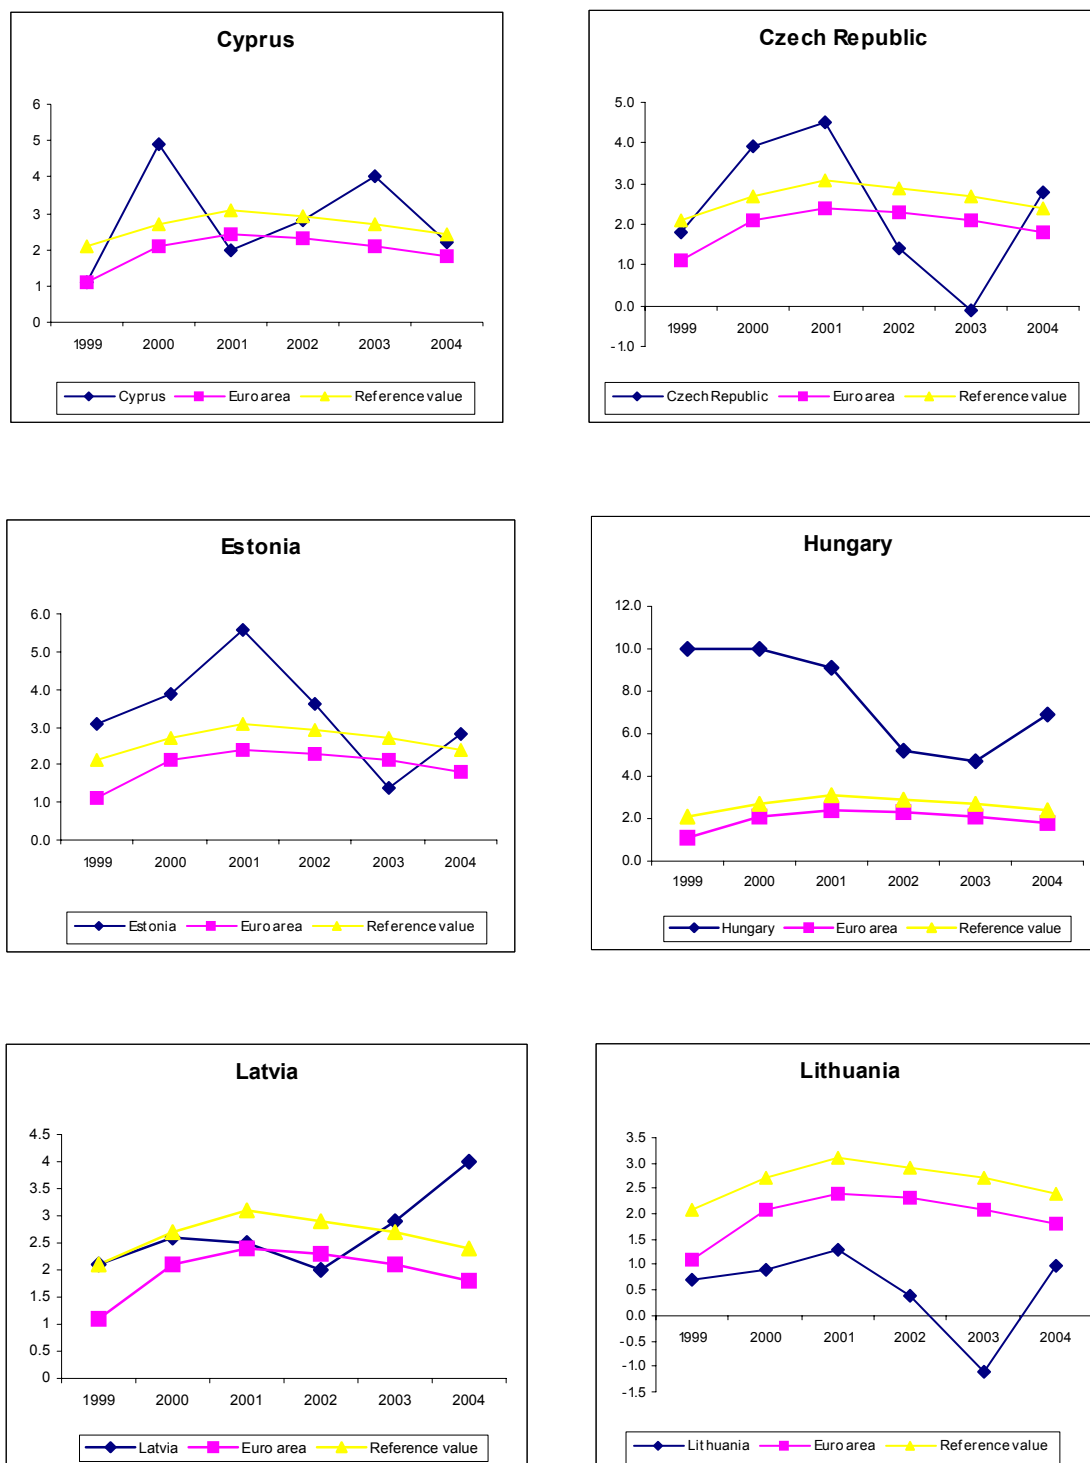 Cyprus
6
5
4
3
2
1
0
1999 2000 2001 2002 2003 2004
Cyprus Euro area Reference value
Czech Republic
5.0
4.0
3.0
2.0
1.0
0.0
-1.0
1999 2000 2001 2002 2003 2004
Czech Republic Euro area Reference value
Estonia
6.0
5.0
4.0
3.0
2.0
1.0
0.0
1999 2000 2001 2002 2003 2004
Estonia Euro area Reference value
Hungary
12.0
10.0
8.0
6.0
4.0
2.0
0.0
1999 2000 2001 2002 2003 2004
Hungary Euro area Reference value
Latvia
4.5
4
3.5
3
2.5
2
1.5
1
0.5
0
1999 2000 2001 2002 2003 2004
Latvia Euro area Reference value
Lithuania
3.5
3.0
2.5
2.0
1.5
1.0
0.5
0.0
-0.5
-1.0
-1.5
1999 2000 2001 2002 2003 2004
Lithuania Euro area Reference value